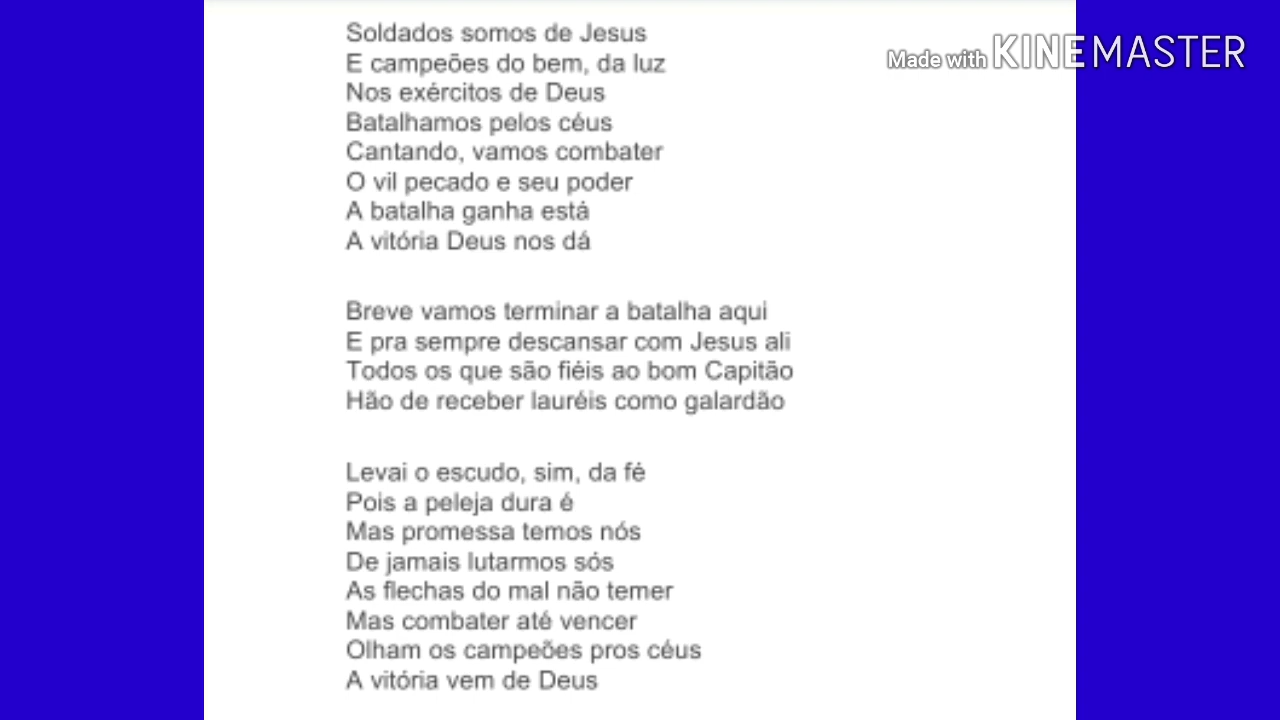 Made with KINEMASTER
Soldados somos de Jesus
E campeões do bem, da luz
Nos exércitos de Deus
Batalhamos pelos céus
Cantando, vamos combater
O vil pecado e seu poder
A batalha ganha está
A vitória Deus nos dá
Breve vamos terminar a batalha aqui
E pra sempre descansar com Jesus ali
Todos os que são fiéis ao bom Capitão
Hão de receber lauréis como galardão
Levai o escudo, sim, da fé
Pois a peleja dura é
Mas promessa temos nós
De jamais lutarmos sós
As flechas do mal não temer
Mas combater até vencer
Olham os campeões pros céus
A vitória vem de Deus